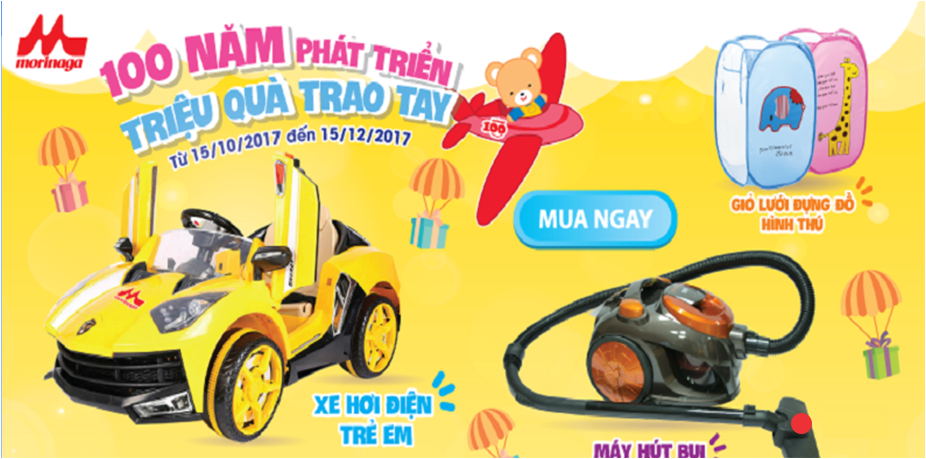 morinaga
100 NĂM PHÁT TRIỂN
TRIỆU QUÀ TRAO TAY
Từ 15/10/2017 đến 15/12/2017
100
MUA NGAY
GIỎ LƯỚI ĐỰNG ĐỒ
HÌNH THÚ
XE HƠI ĐIỆN
TRẺ EM
MÁY HÚT BỤI